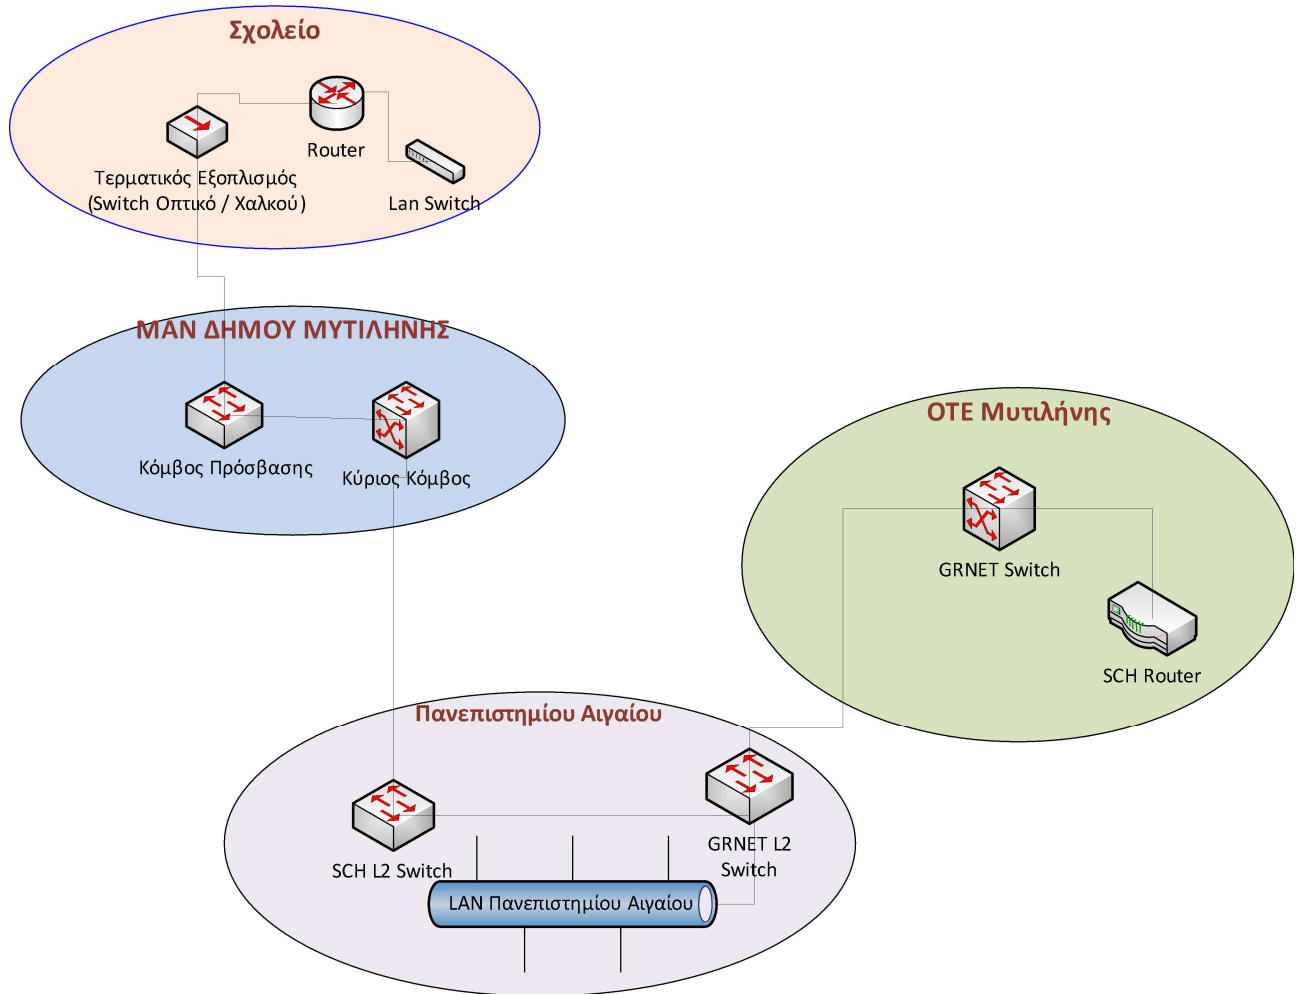 Σχολείο
Router
Τερματικός Εξοπλισμός
(Switch Οπτικό / Χαλκού)
Lan Switch
ΜΑΝ ΔΗΜΟΥ ΜΥΤΙΛΗΝΗΣ
Κόμβος Πρόσβασης
Κύριος Κόμβος
ΟΤΕ Μυτιλήνης
GRNET Switch
SCH Router
Πανεπιστημίου Αιγαίου
SCH L2 Switch
GRNET L2
Switch
LAN Πανεπιστημίου Αιγαίου